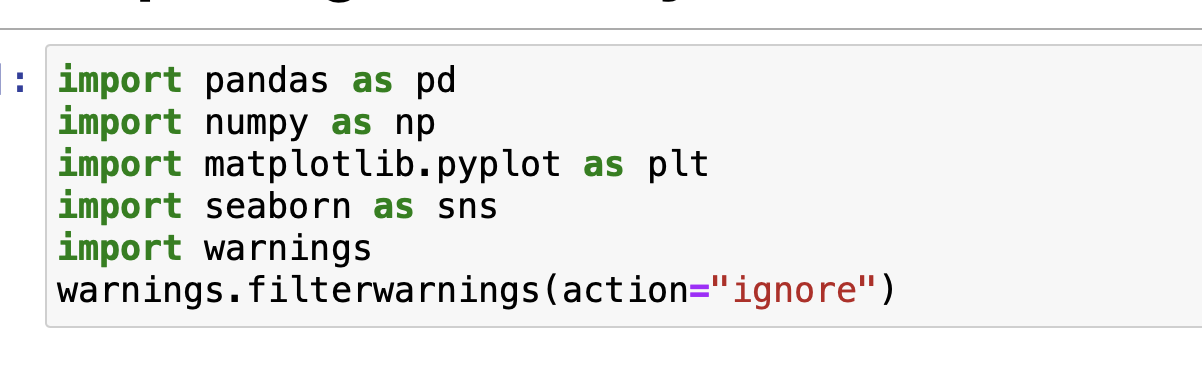 ]:
import pandas as pd
import numpy as np
import matplotlib.pyplot as plt
import seaborn as sns
import warnings
warnings.filterwarnings(action="ignore")